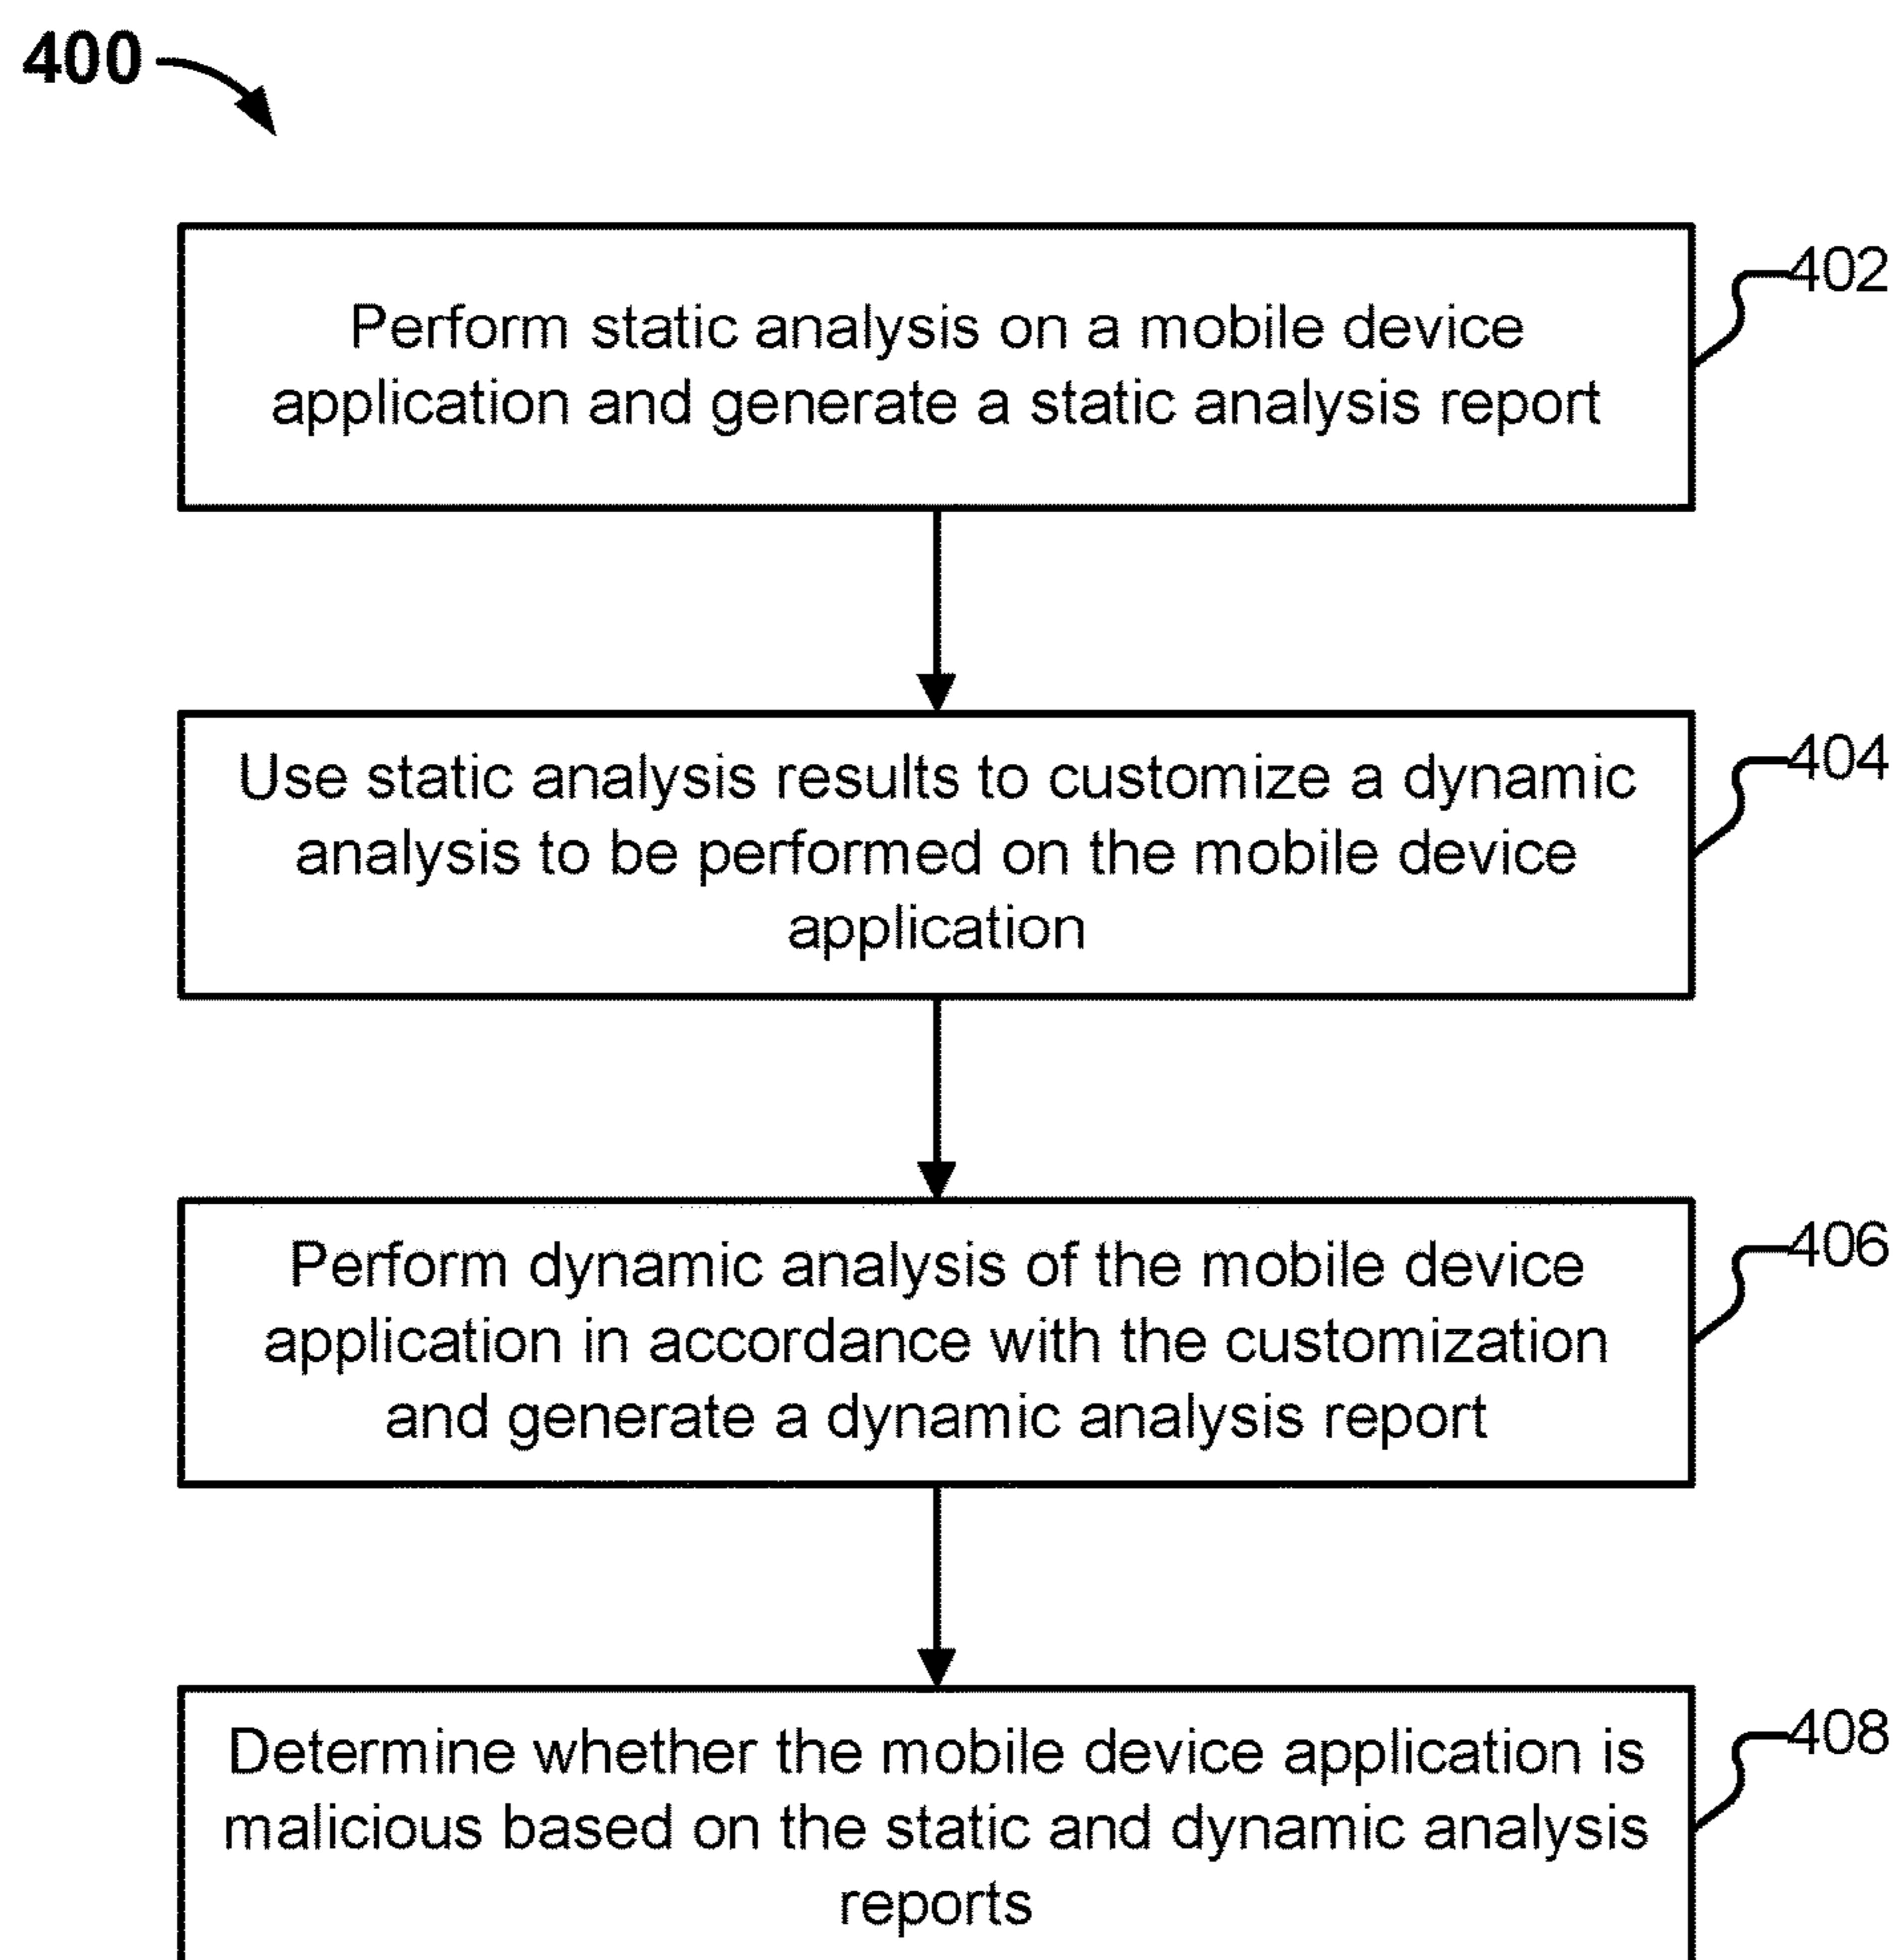 400
402
Perform static analysis on a mobile device
application and generate a static analysis report
404
Use static analysis results to customize a dynamic
analysis to be performed on the mobile device
application
406
Perform dynamic analysis of the mobile device
application in accordance with the customization
and generate a dynamic analysis report
408
Determine whether the mobile device application is
malicious based on the static and dynamic analysis
reports